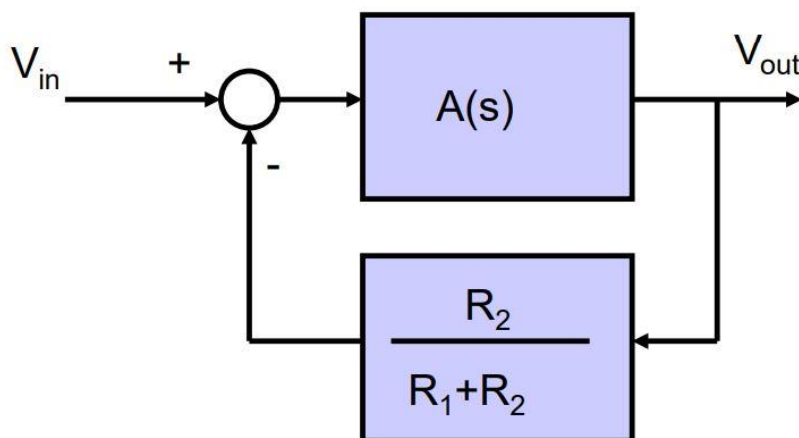 V_in
+
A(s)
V_out
-
R_2
R_1+R_2